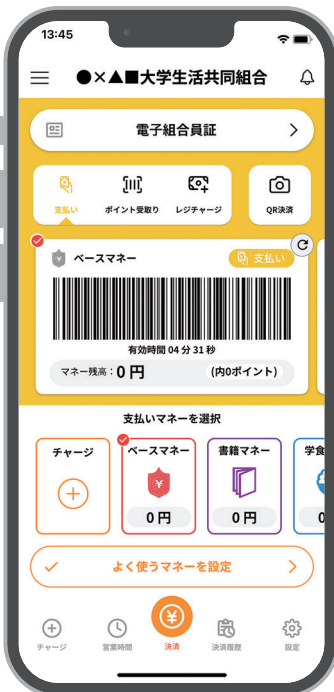 13:45
●×▲■大学生活共同組合
電子組合員証
支払い
ポイント受取り
レジチャージ
QR決済
ベースマネー
支払い
有効時間 04 分 31 秒
マネー残高：0 円 （内0ポイント）
支払いマネーを選択
チャージ
ベースマネー
¥
0 円
書籍マネー
0 円
学食
0
よく使うマネーを設定
チャージ
営業時間
¥
決済
決済履歴
設定